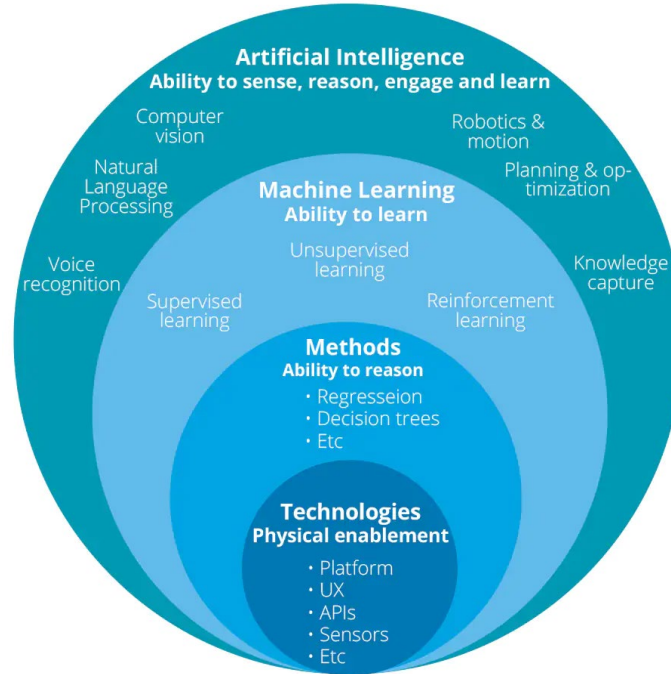 Artificial Intelligence
Ability to sense, reason, engage and learn
Computer
vision
Robotics &
motion
Natural
Language
Processing
Planning & op-
timization
Voice
recognition
Knowledge
capture
Machine Learning
Ability to learn
Unsupervised
learning
Supervised
learning
Reinforcement
learning
Methods
Ability to reason
• Regresseion
• Decision trees
• Etc
Technologies
Physical enablement
• Platform
• UX
• APIs
• Sensors
• Etc